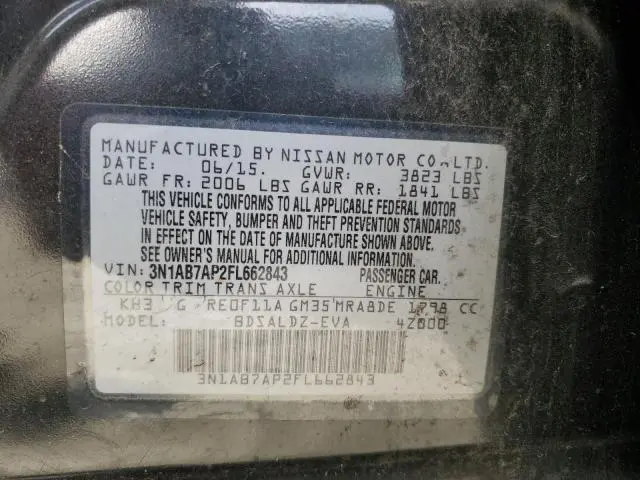 MANUFACTURED BY NISSAN MOTOR CO.,LTD.
DATE: 06/15. GVWR: 3823 LBS
GAWR FR: 2006 LBS GAWR RR: 1841 LBS
THIS VEHICLE CONFORMS TO ALL APPLICABLE FEDERAL MOTOR
VEHICLE SAFETY, BUMPER AND THEFT PREVENTION STANDARDS
IN EFFECT ON THE DATE OF MANUFACTURE SHOWN ABOVE.
SEE OWNER'S MANUAL FOR ADDITIONAL INFORMATION.
VIN: 3N1AB7AP2FL662843 PASSENGER CAR.
COLOR TRIM TRANS AXLE ENGINE
KH3 G RE0F11A GM35 MRA8DE 1798 CC
BDSALDZ-EVA 4Z000
3N1AB7AP2FL662843